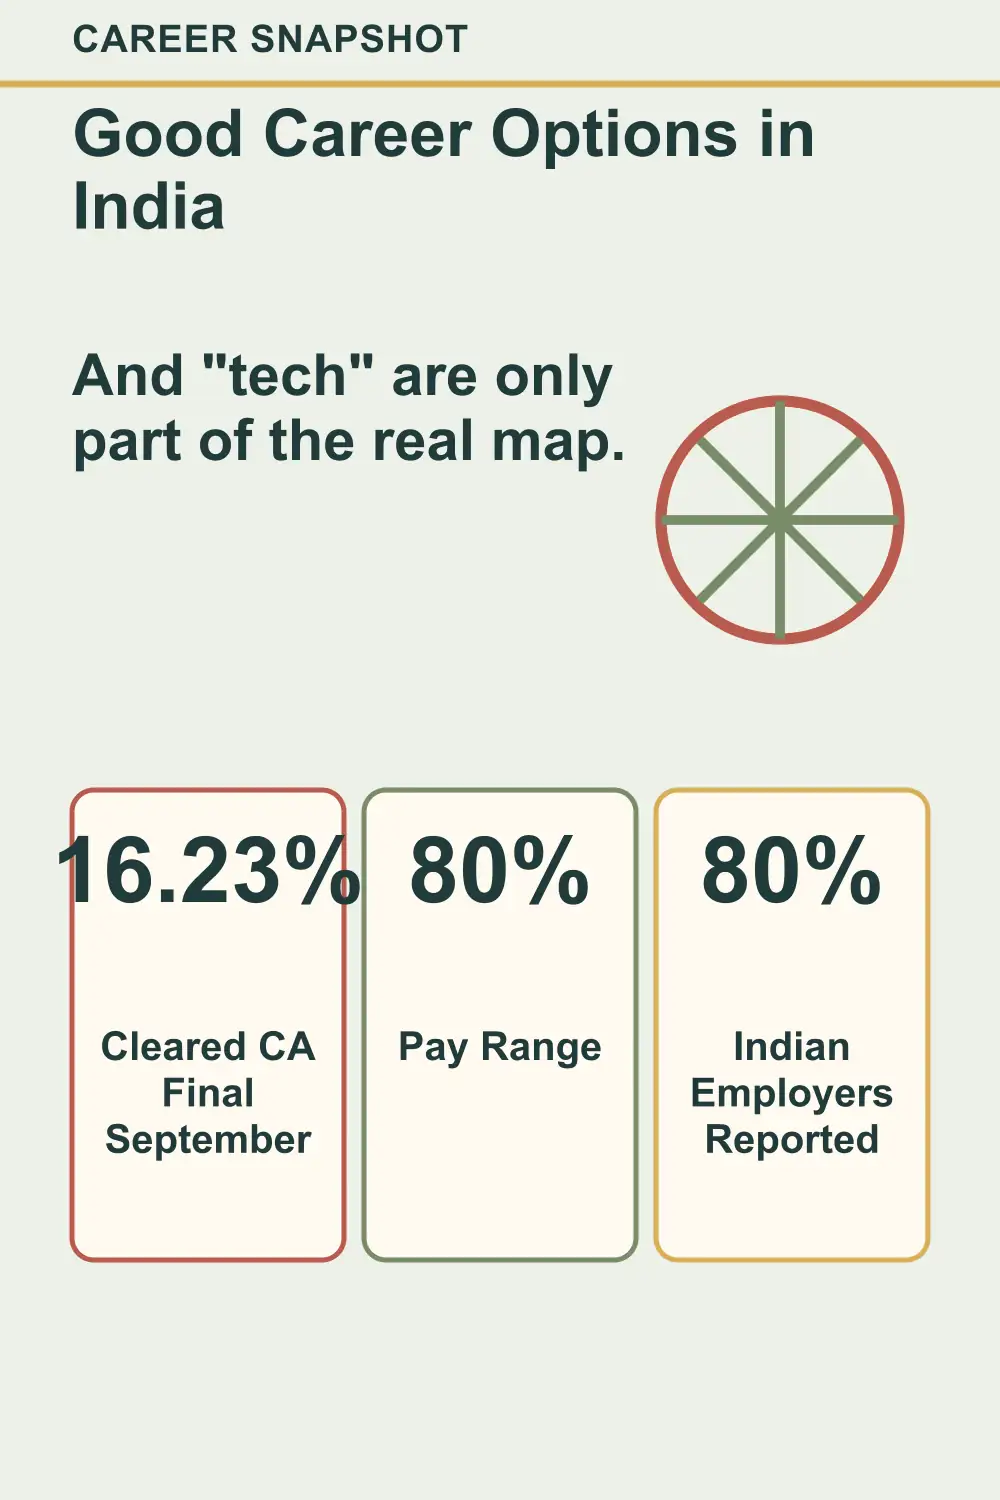 CAREER SNAPSHOT
Good Career Options in
India
And "tech" are only
part of the real map.
16.23%
Cleared CA
Final
September
80%
Pay Range
80%
Indian
Employers
Reported